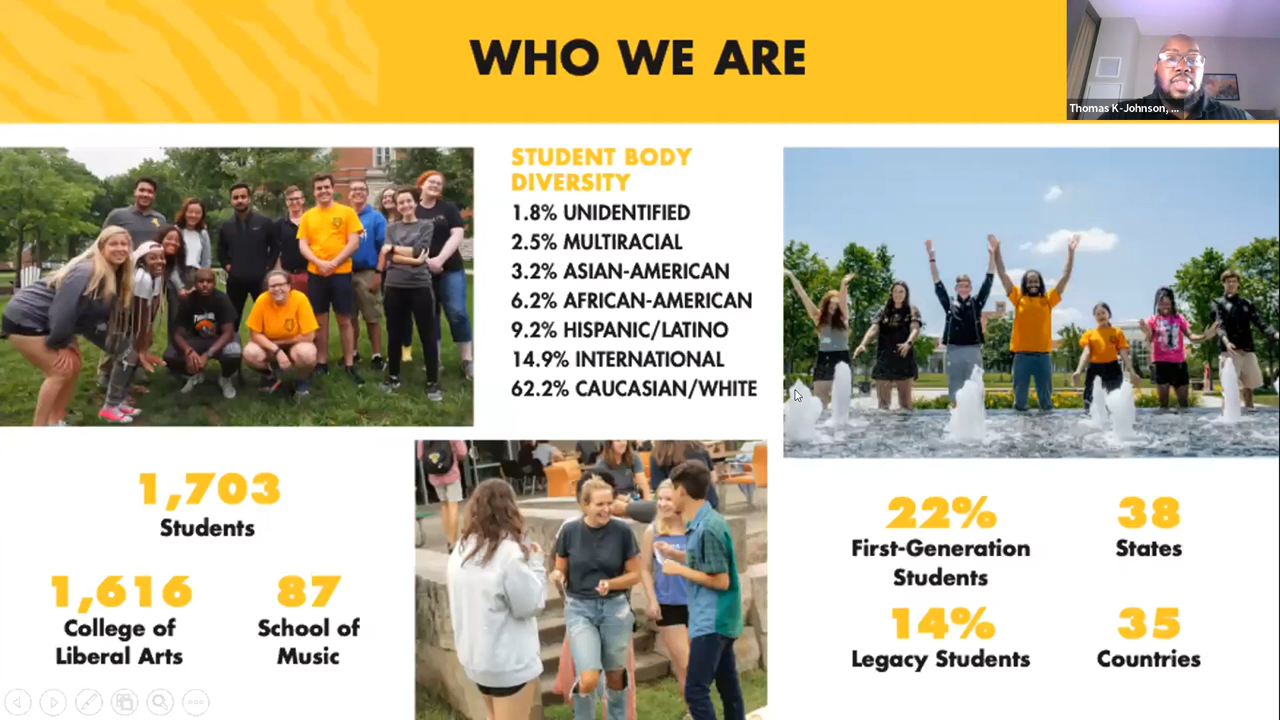 WHO WE ARE
Thomas K-Johnson, ...
STUDENT BODY
DIVERSITY
1.8% UNIDENTIFIED
2.5% MULTIRACIAL
3.2% ASIAN-AMERICAN
6.2% AFRICAN-AMERICAN
9.2% HISPANIC/LATINO
14.9% INTERNATIONAL
62.2% CAUCASIAN/WHITE
1,703
Students
1,616
College of
Liberal Arts
87
School of
Music
22%
First-Generation
Students
38
States
14%
Legacy Students
35
Countries